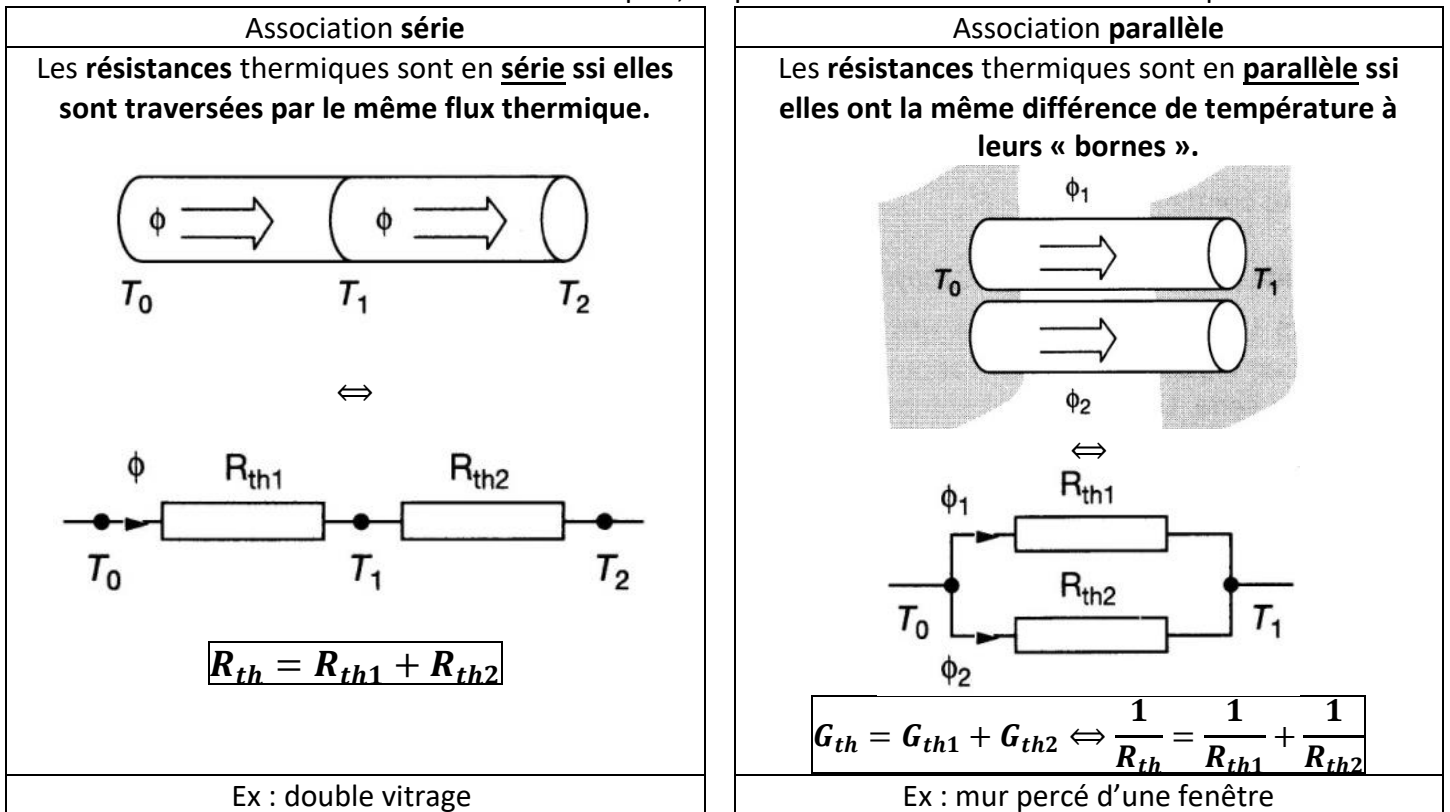 Association série
Les résistances thermiques sont en série ssi elles
sont traversées par le même flux thermique.
ϕ ϕ
T0 T1 T2
⇔
ϕ Rth1 Rth2
T0 T1 T2
Rth = Rth1 + Rth2
Ex : double vitrage
Association parallèle
Les résistances thermiques sont en parallèle ssi
elles ont la même différence de température à
leurs « bornes ».
ϕ1
T0 T1
ϕ2
⇔
ϕ1 Rth1
Rth2
T0 T1
ϕ2
Gth = Gth1 + Gth2 ⇔ 1/Rth = 1/Rth1 + 1/Rth2
Ex : mur percé d’une fenêtre